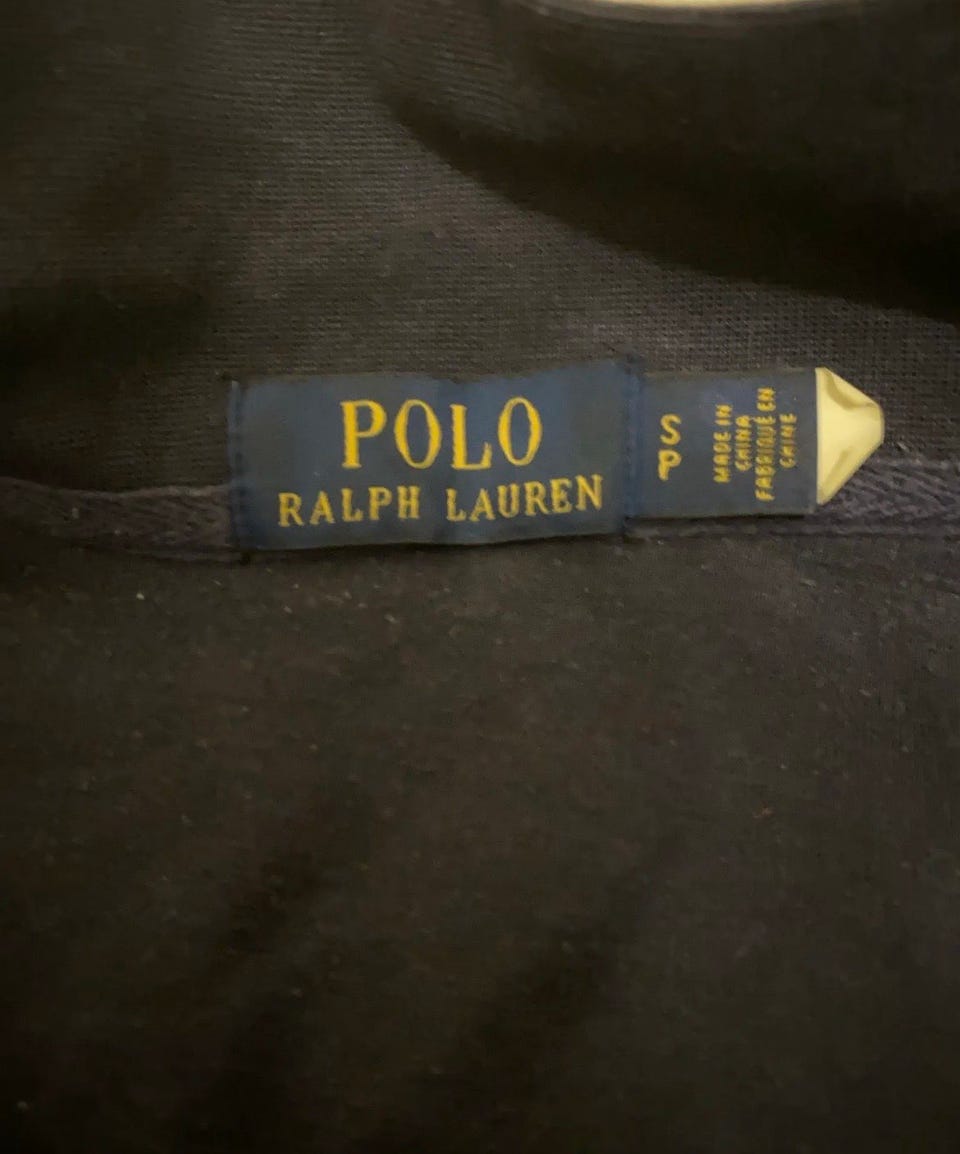 POLO
RALPH LAUREN
S
P
MADE IN
CHINA
FABRIQUÉ EN
CHINE